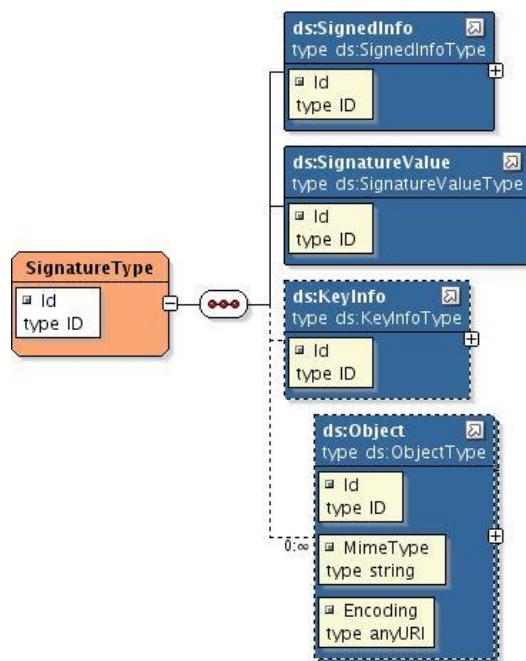 ds:SignedInfo
type ds:SignedInfoType
Id
type ID
ds:SignatureValue
type ds:SignatureValueType
Id
type ID
SignatureType
Id
type ID
ds:KeyInfo
type ds:KeyInfoType
Id
type ID
ds:Object
type ds:ObjectType
Id
type ID
0:∞
MimeType
type string
Encoding
type anyURI